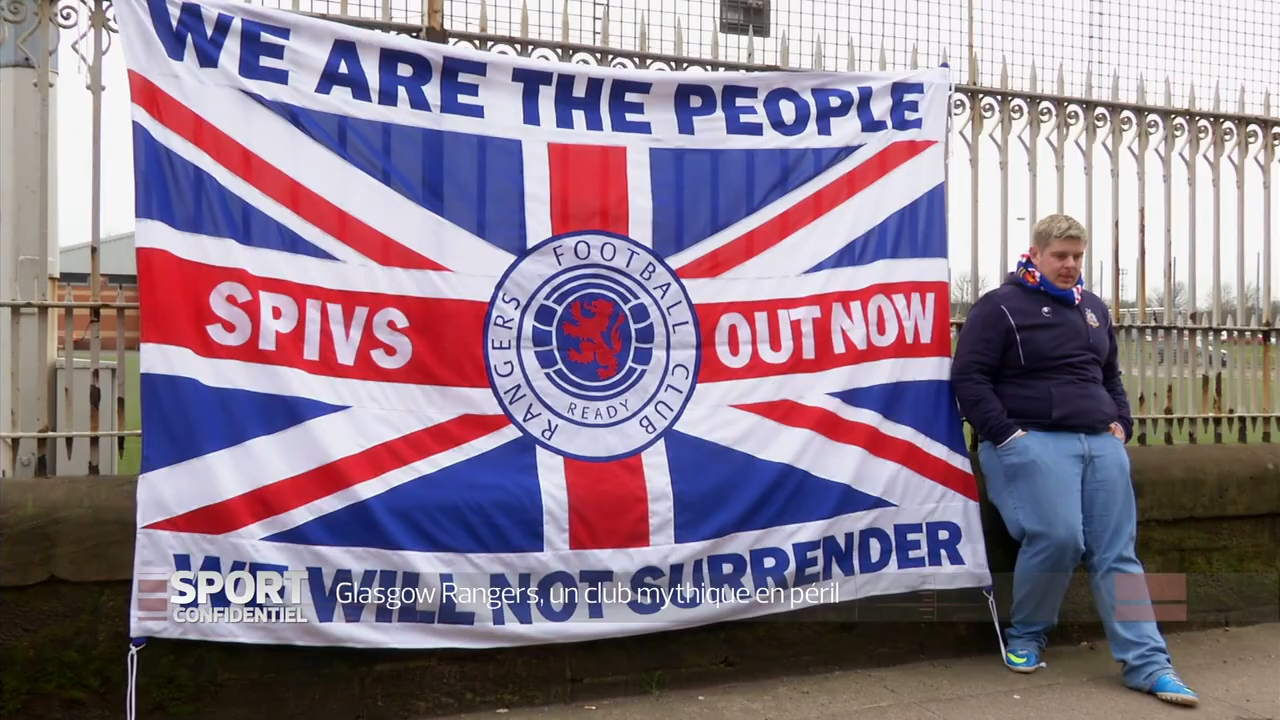 WE ARE THE PEOPLE
SPIVS
OUT NOW
RANGERS FOOTBALL CLUB
READY
WE WILL NOT SURRENDER
SPORT
CONFIDENTIEL
Glasgow Rangers, un club mythique en péril